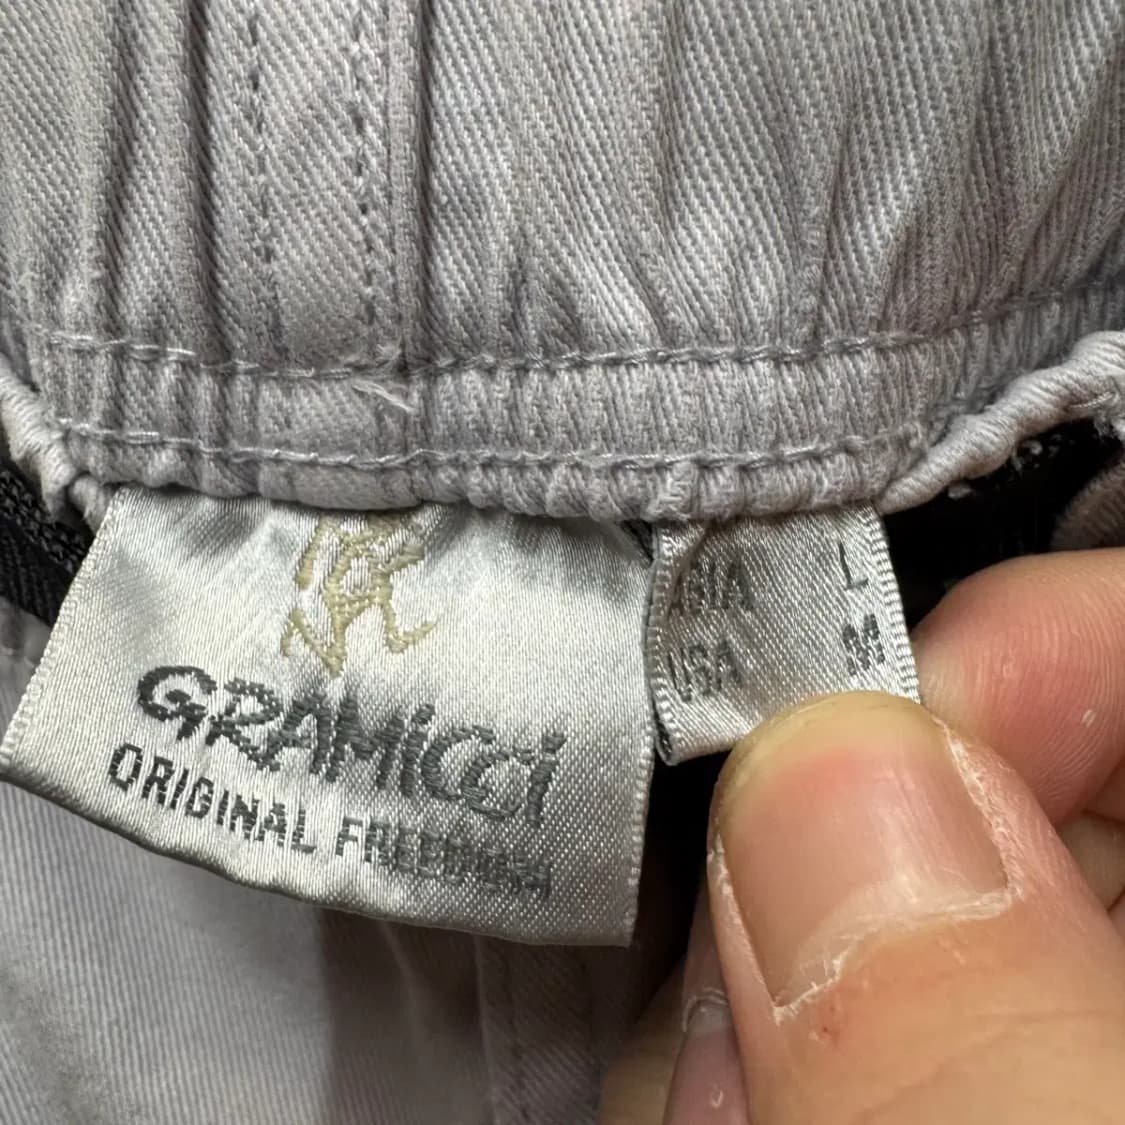 GRAMiCCi
ORIGINAL FREEDOM
ASIA L
USA M